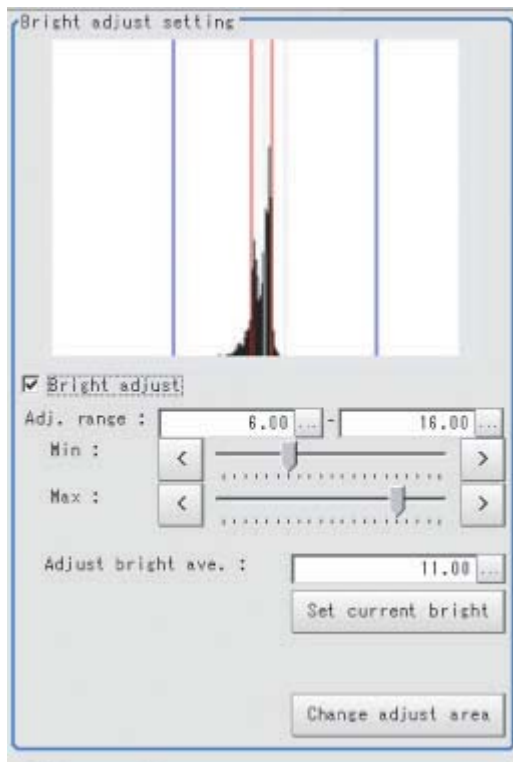 Bright adjust setting
Bright adjust
Adj. range : 6.00 ... - 16.00 ...
Min : < >
Max : < >
Adjust bright ave. : 11.00 ...
Set current bright
Change adjust area